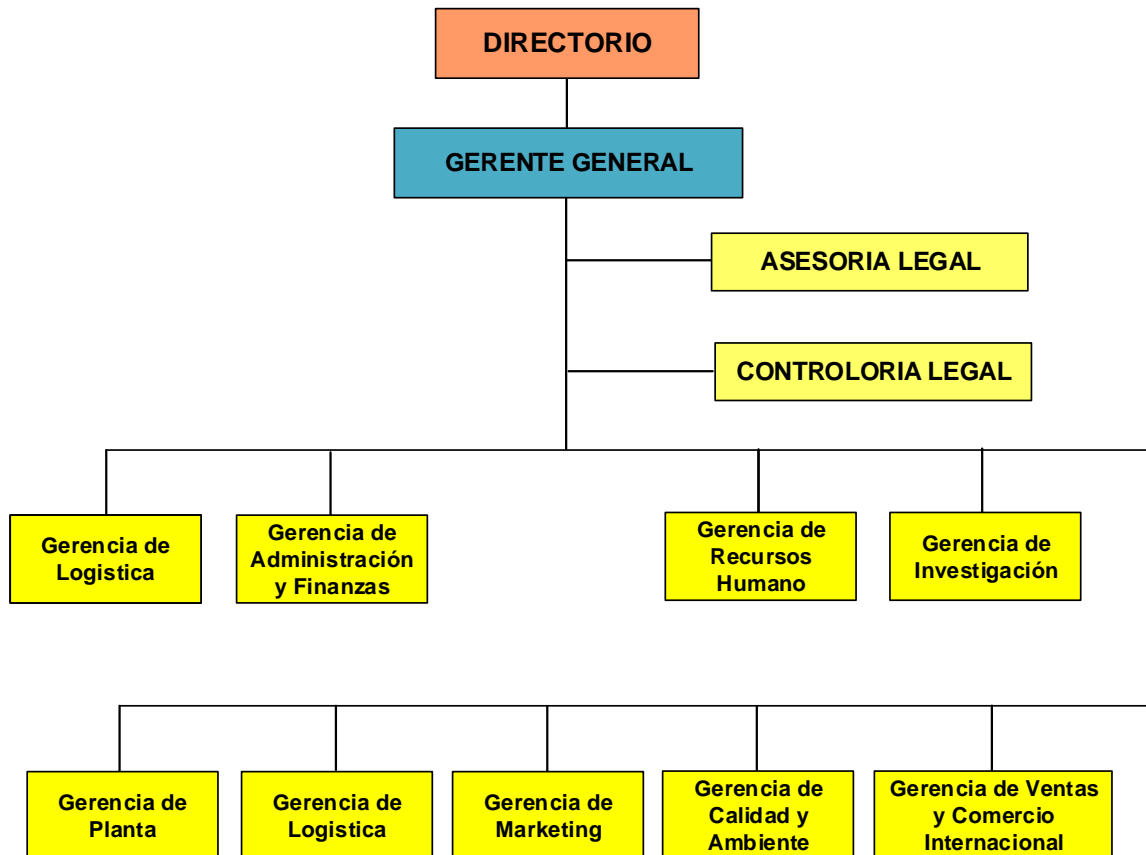 DIRECTORIO
GERENTE GENERAL
ASESORIA LEGAL
CONTROLORIA LEGAL
Gerencia de
Logistica
Gerencia de
Administración
y Finanzas
Gerencia de
Recursos
Humano
Gerencia de
Investigación
Gerencia de
Planta
Gerencia de
Logistica
Gerencia de
Marketing
Gerencia de
Calidad y
Ambiente
Gerencia de Ventas
y Comercio
Internacional